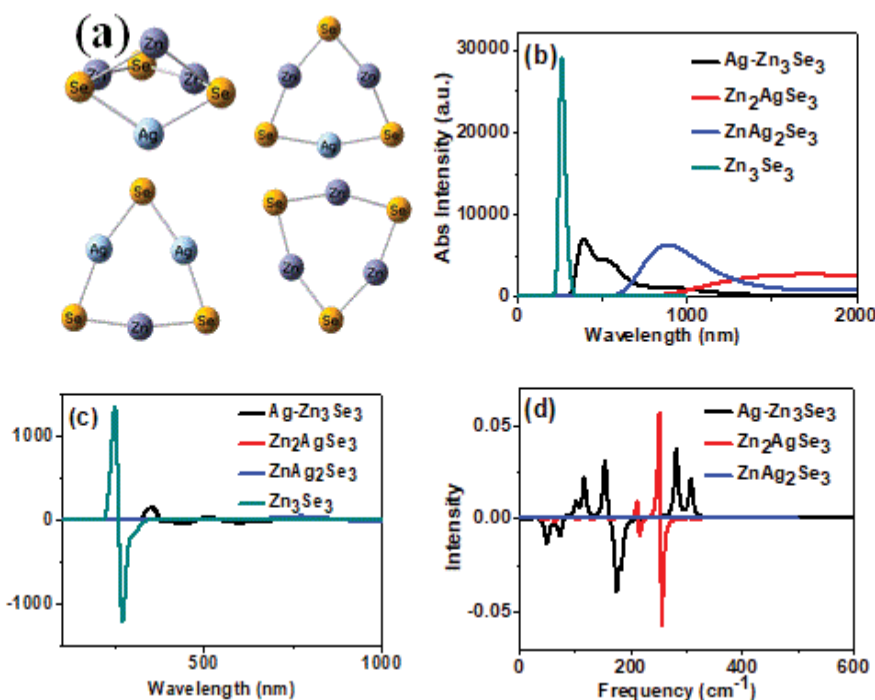 (a)
Zn
Zn Se Zn
Se Se
Ag
Se
Zn Zn
Se Ag Se
Se
Ag Ag
Se Zn Se
Se Zn Se
Zn Zn
Se
(b)
Abs Intensity (a.u.)
30000
20000
10000
0
Ag-Zn3Se3
Zn2AgSe3
ZnAg2Se3
Zn3Se3
0 1000 2000
Wavelength (nm)
(c)
1000
0
-1000
Ag-Zn3Se3
Zn2AgSe3
ZnAg2Se3
Zn3Se3
500 1000
Wavelength (nm)
(d)
Intensity
0.05
0.00
-0.05
Ag-Zn3Se3
Zn2AgSe3
ZnAg2Se3
0 200 400 600
Frequency (cm-1)